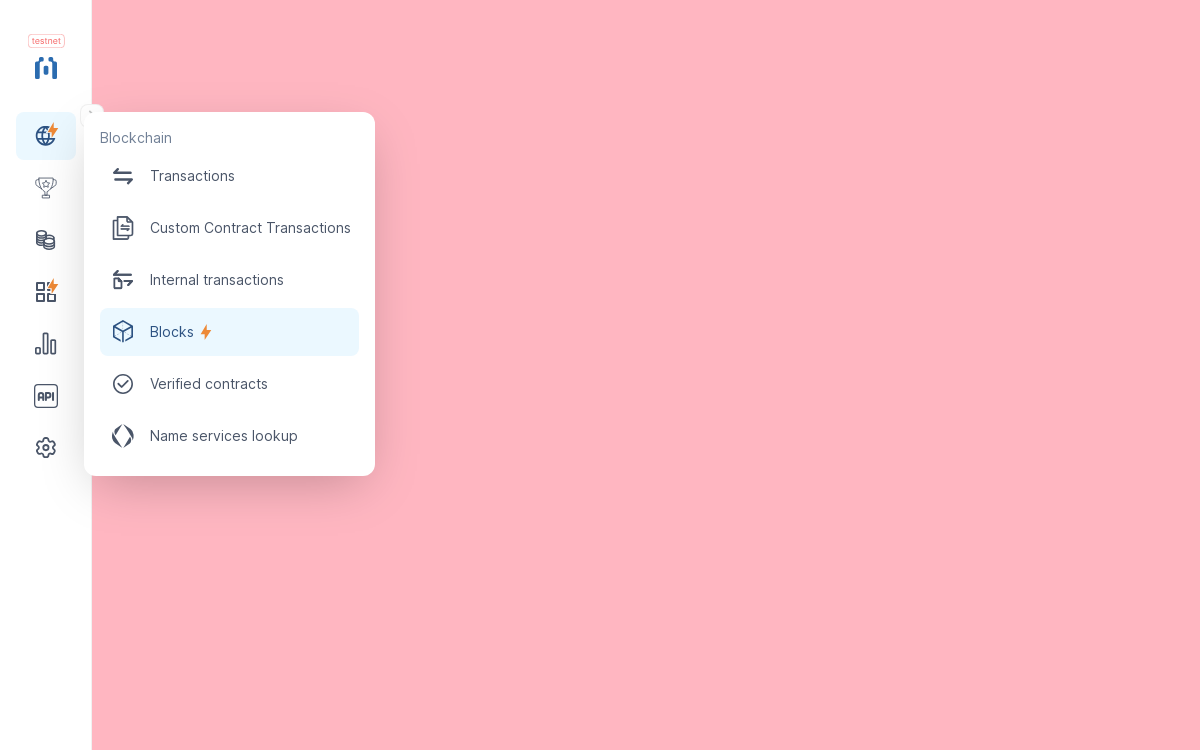 testnet
Blockchain
Transactions
Custom Contract Transactions
Internal transactions
Blocks
Verified contracts
API
Name services lookup